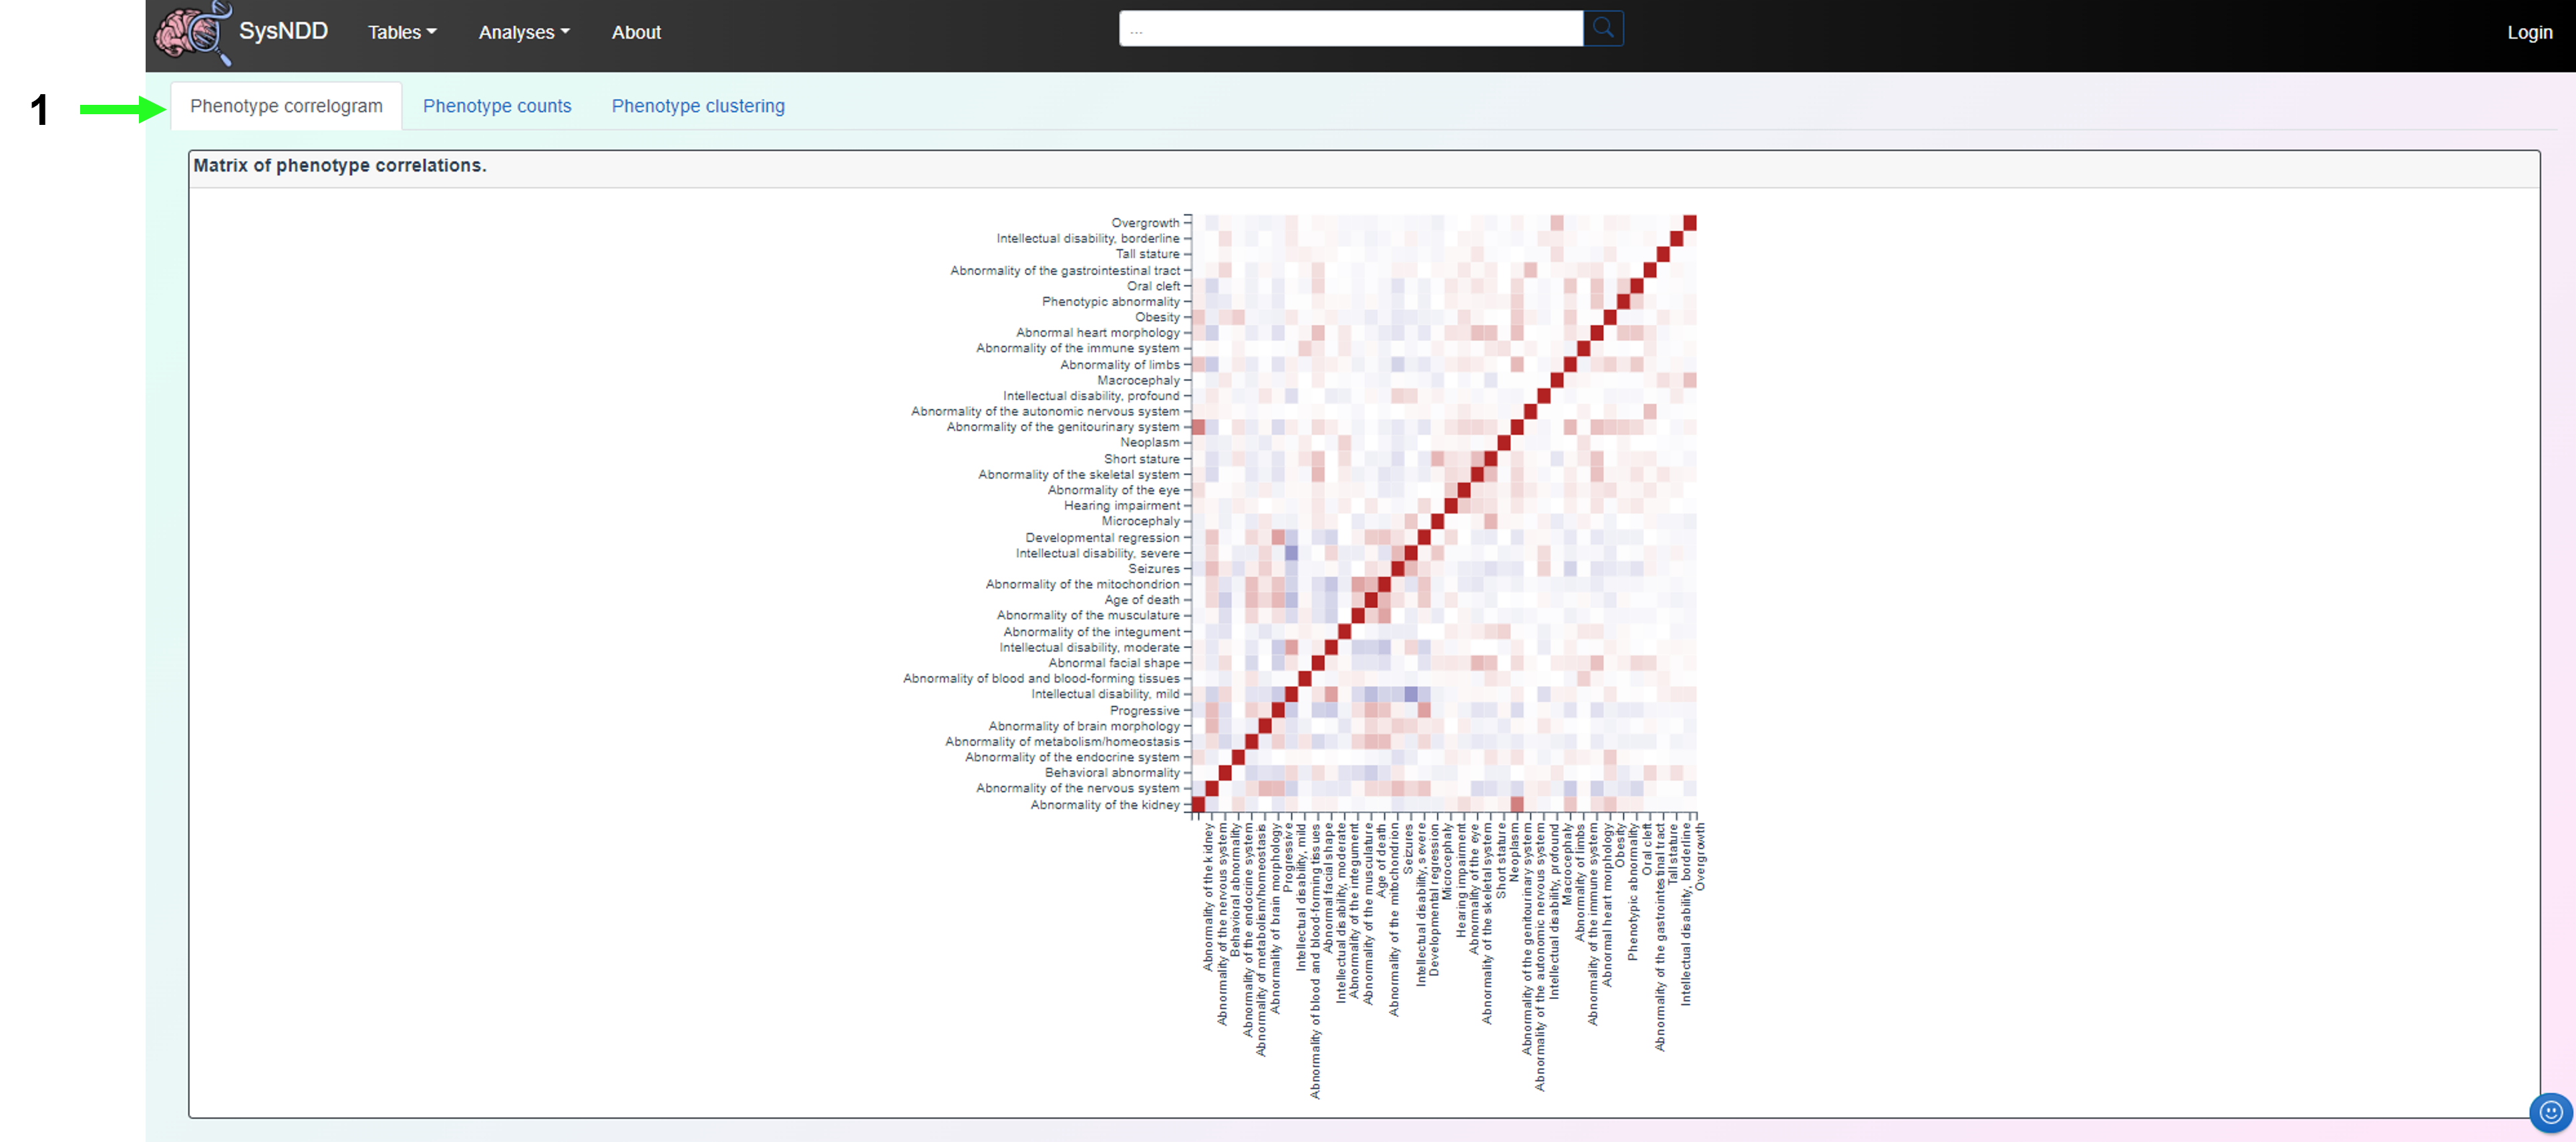 SysNDD Tables Analyses About ... Login
1 Phenotype correlogram Phenotype counts Phenotype clustering
Matrix of phenotype correlations.
Overgrowth
Intellectual disability, borderline
Tall stature
Abnormality of the gastrointestinal tract
Oral cleft
Phenotypic abnormality
Obesity
Abnormal heart morphology
Abnormality of the immune system
Abnormality of limbs
Macrocephaly
Intellectual disability, profound
Abnormality of the autonomic nervous system
Abnormality of the genitourinary system
Neoplasm
Short stature
Abnormality of the skeletal system
Abnormality of the eye
Hearing impairment
Microcephaly
Developmental regression
Intellectual disability, severe
Seizures
Abnormality of the mitochondrion
Age of death
Abnormality of the musculature
Abnormality of the integument
Intellectual disability, moderate
Abnormal facial shape
Abnormality of blood and blood-forming tissues
Intellectual disability, mild
Progressive
Abnormality of brain morphology
Abnormality of metabolism/homeostasis
Abnormality of the endocrine system
Behavioral abnormality
Abnormality of the nervous system
Abnormality of the kidney
Abnormality of the kidney
Abnormality of the nervous system
Behavioral abnormality
Abnormality of the endocrine system
Abnormality of metabolism/homeostasis
Abnormality of brain morphology
Progressive
Intellectual disability, mild
Abnormality of blood and blood-forming tissues
Abnormal facial shape
Intellectual disability, moderate
Abnormality of the integument
Abnormality of the musculature
Age of death
Abnormality of the mitochondrion
Seizures
Intellectual disability, severe
Developmental regression
Microcephaly
Hearing impairment
Abnormality of the eye
Abnormality of the skeletal system
Short stature
Neoplasm
Abnormality of the genitourinary system
Abnormality of the autonomic nervous system
Intellectual disability, profound
Macrocephaly
Abnormality of limbs
Abnormality of the immune system
Abnormal heart morphology
Obesity
Phenotypic abnormality
Oral cleft
Abnormality of the gastrointestinal tract
Tall stature
Intellectual disability, borderline
Overgrowth